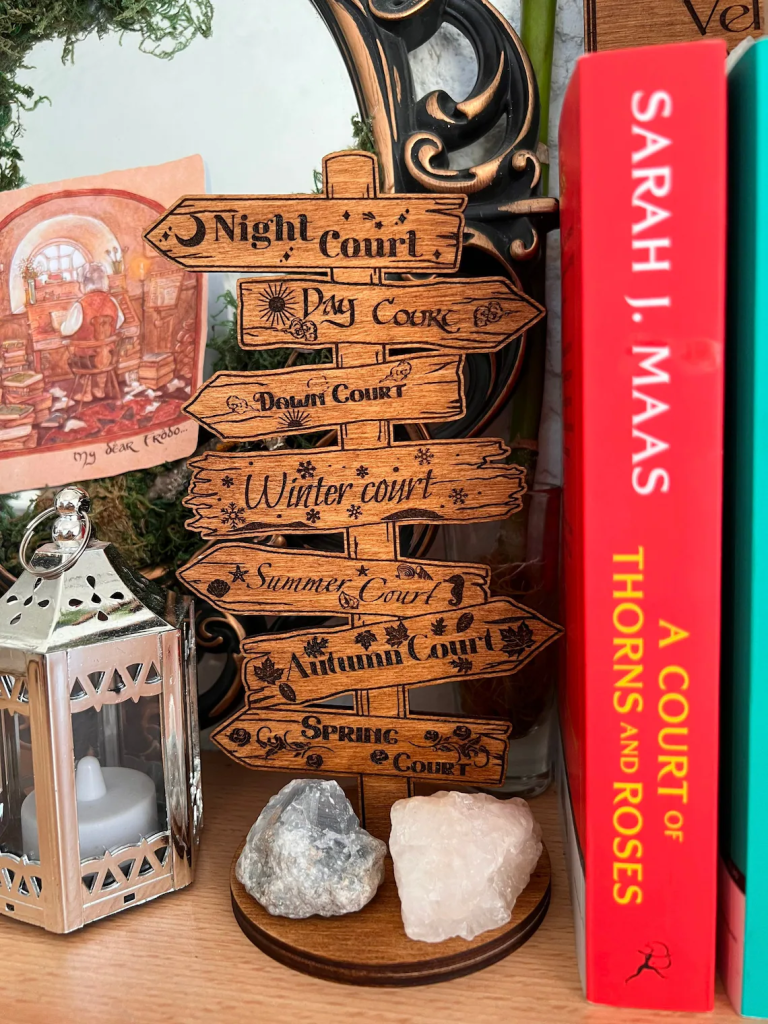 Vel
Night Court
Day Court
Dawn Court
Winter court
Summer Court
Autumn Court
Spring
Court
my dear Frodo...
SARAH J. MAAS
A COURT OF
THORNS AND ROSES